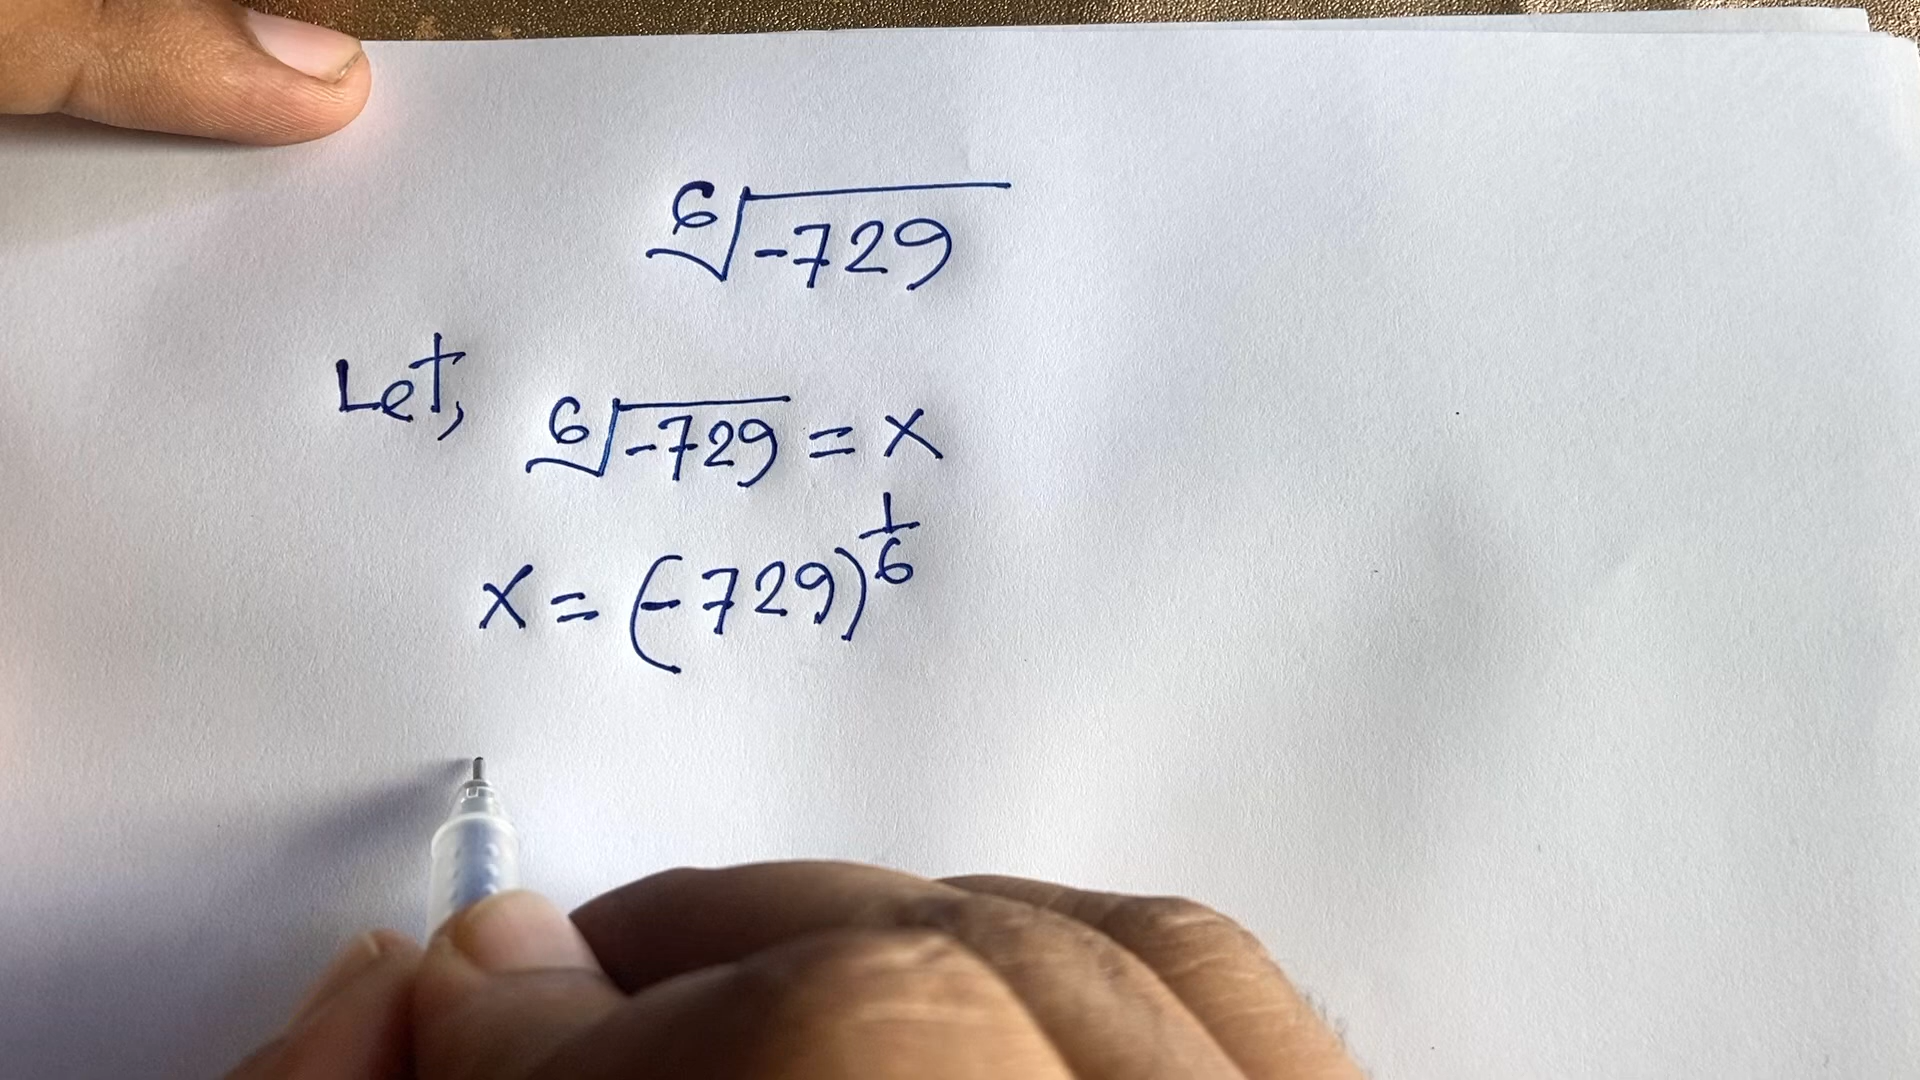 ⁶√-729
Let, ⁶√-729 = x
x = (-729)^1/6